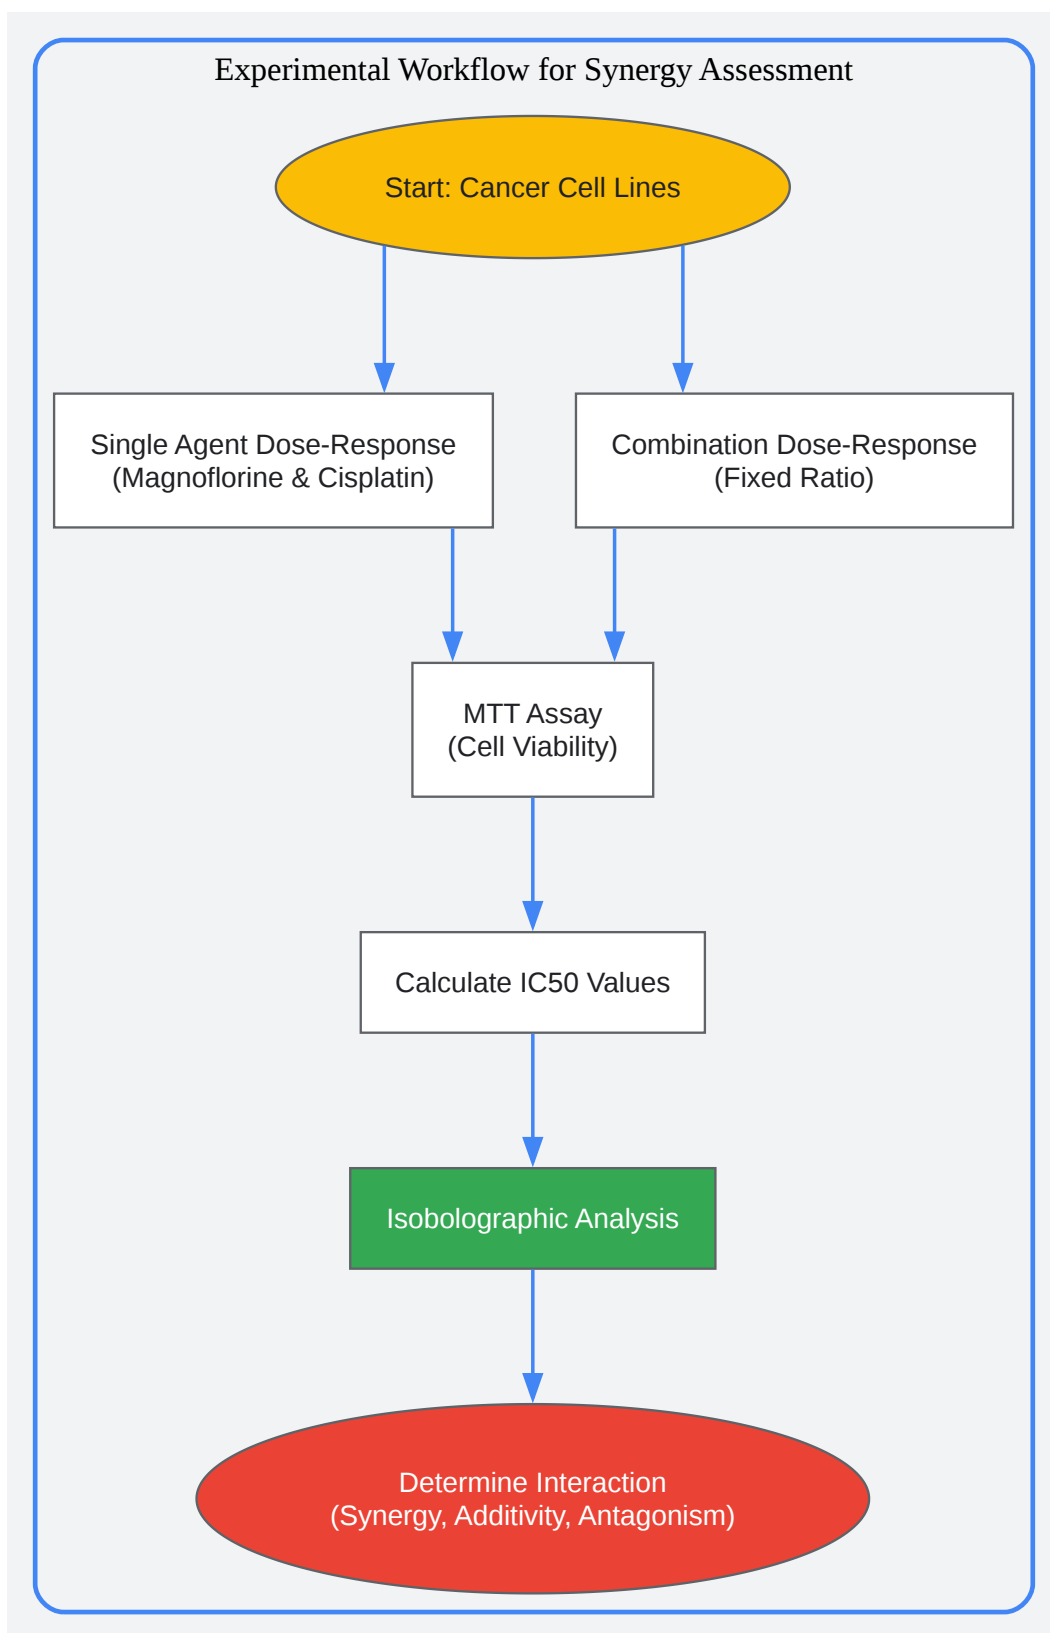 Experimental Workflow for Synergy Assessment
Start: Cancer Cell Lines
Single Agent Dose-Response
(Magnoflorine & Cisplatin)
Combination Dose-Response
(Fixed Ratio)
MTT Assay
(Cell Viability)
Calculate IC50 Values
Isobolographic Analysis
Determine Interaction
(Synergy, Additivity, Antagonism)